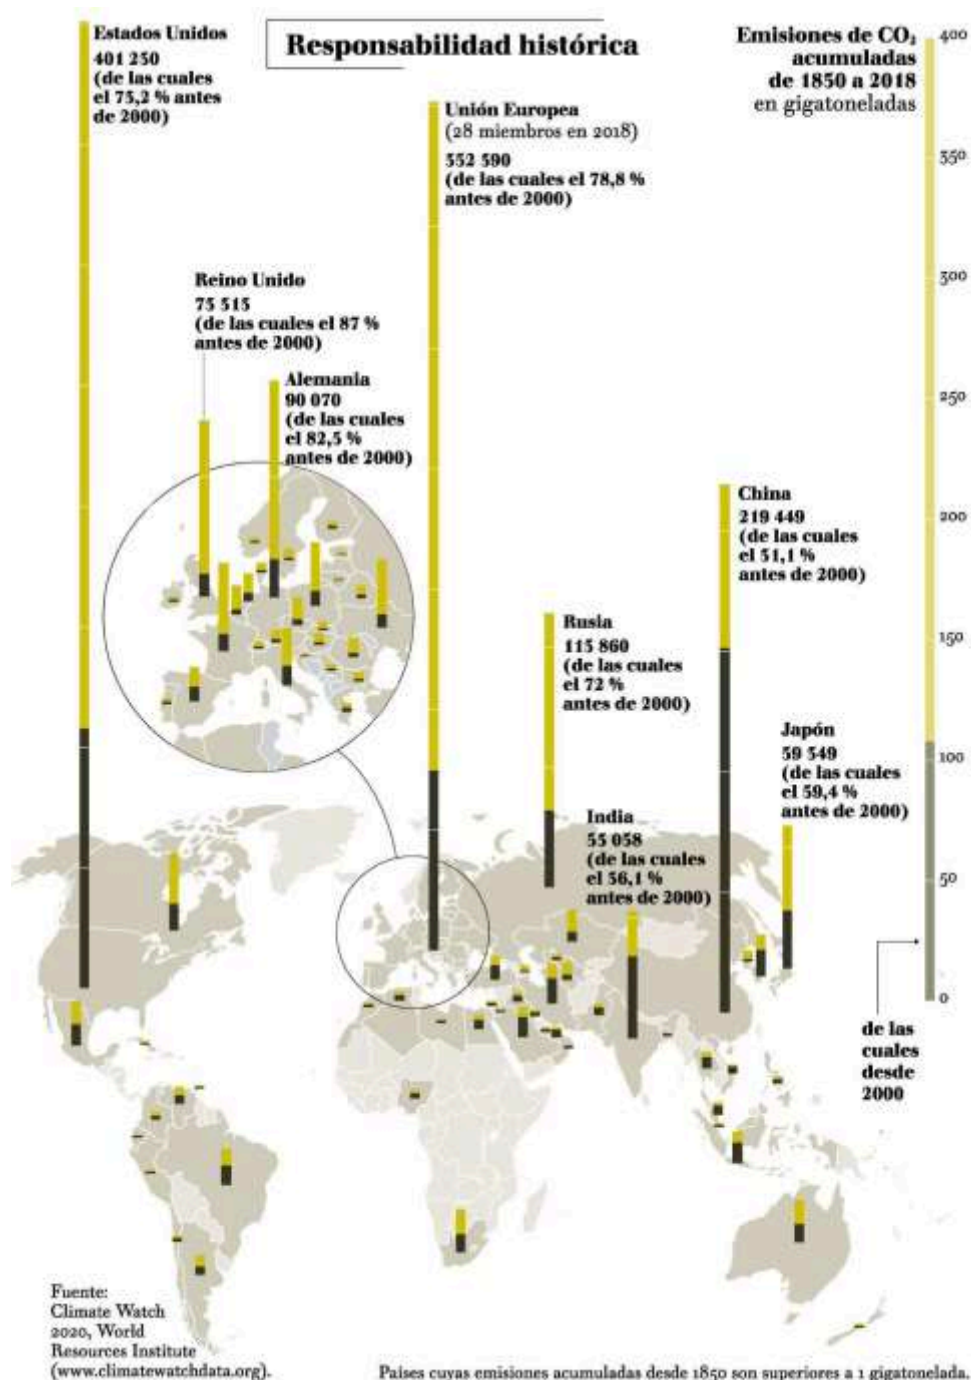 Responsabilidad histórica
Estados Unidos
401 230
(de las cuales
el 73,2 % antes
de 2000)
Emisiones de CO₂
acumuladas
de 1850 a 2018
en gigatoneladas
Unión Europea
(28 miembros en 2018)
352 590
(de las cuales el 78,8 %
antes de 2000)
Reino Unido
73 515
(de las cuales el 87 %
antes de 2000)
Alemania
90 070
(de las cuales
el 82,5 %
antes de 2000)
China
219 449
(de las cuales
el 31,1 %
antes de 2000)
Rusia
113 860
(de las cuales
el 72 %
antes de 2000)
Japón
59 549
(de las cuales
el 59,4 %
antes de 2000)
India
53 058
(de las cuales
el 36,1 %
antes de 2000)
400
350
300
250
200
150
100
50
0
de las
cuales
desde
2000
Fuente:
Climate Watch
2020, World
Resources Institute
(www.climatewatchdata.org).
Países cuyas emisiones acumuladas desde 1850 son superiores a 1 gigatonelada.